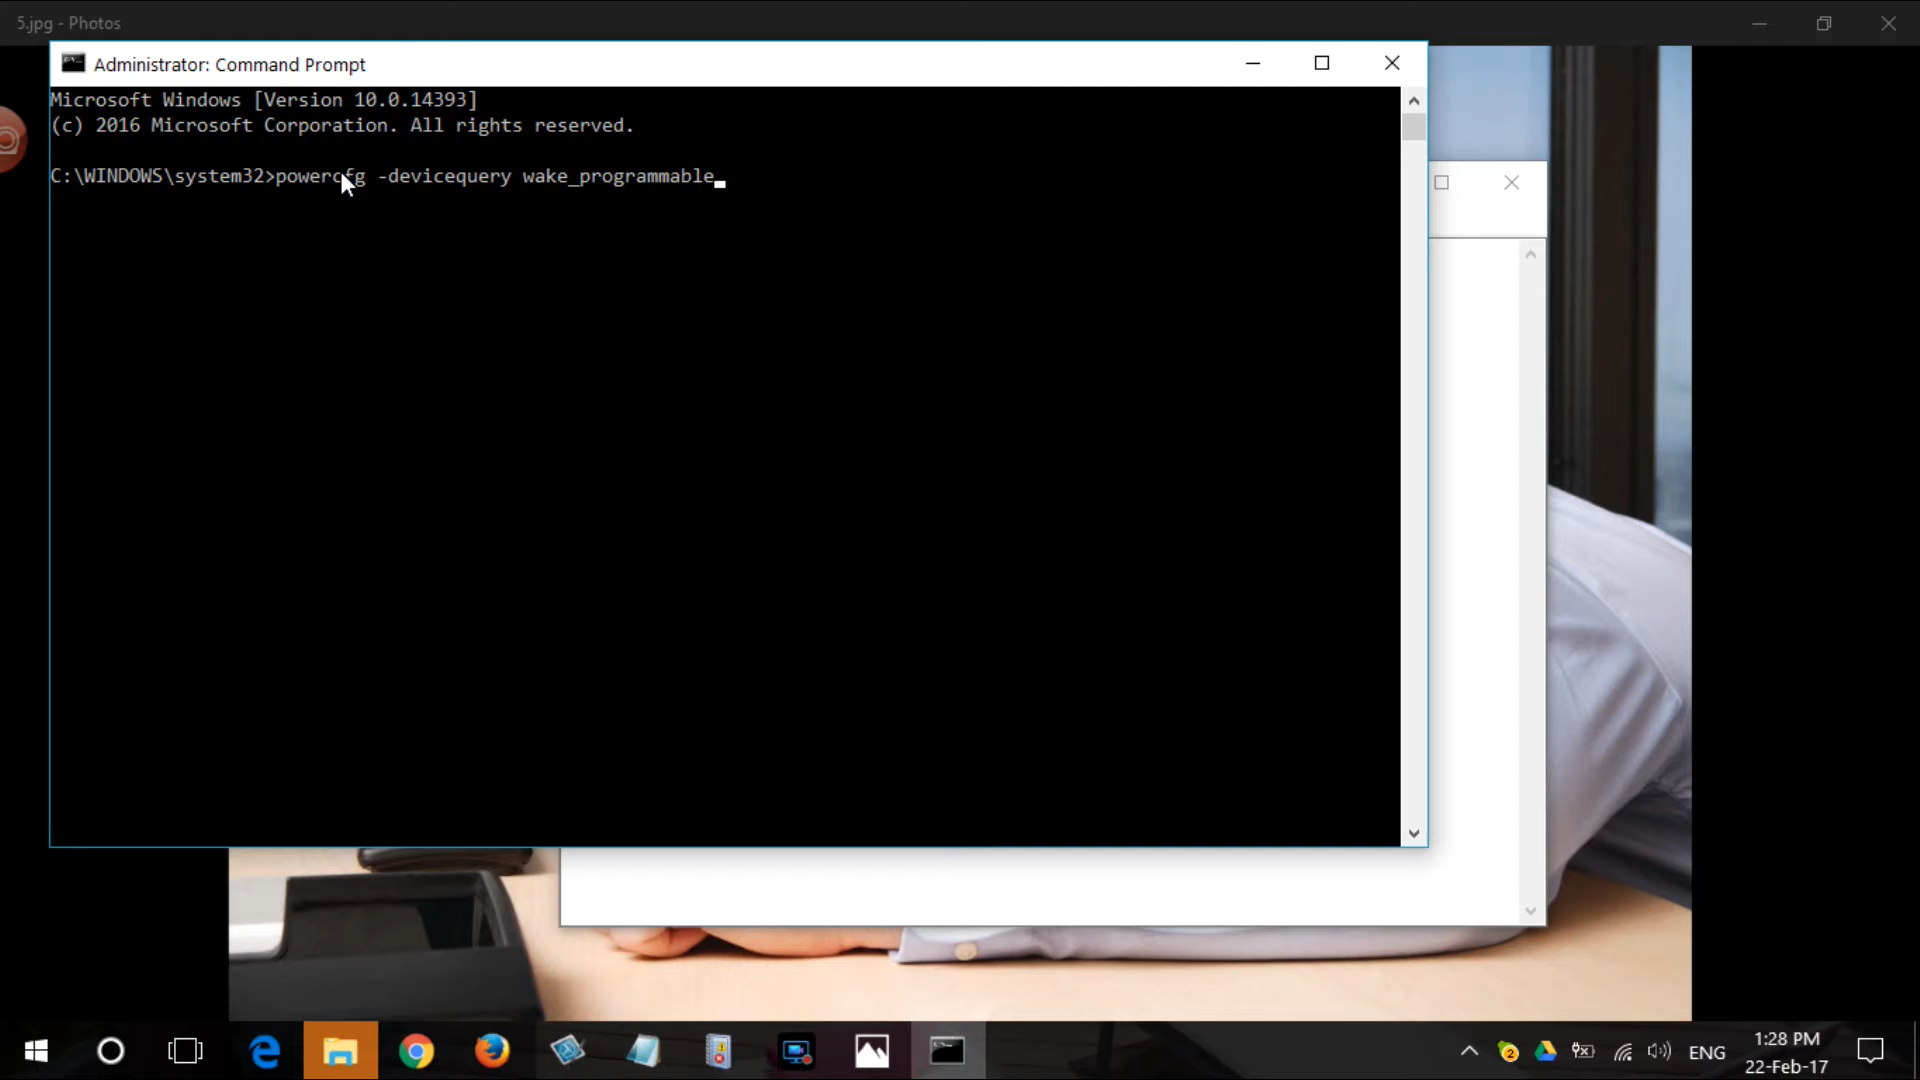 5.jpg - Photos
Administrator: Command Prompt
Microsoft Windows [Version 10.0.14393]
(c) 2016 Microsoft Corporation. All rights reserved.
C:\WINDOWS\system32>powercfg -devicequery wake_programmable
2
ENG
1:28 PM
22-Feb-17